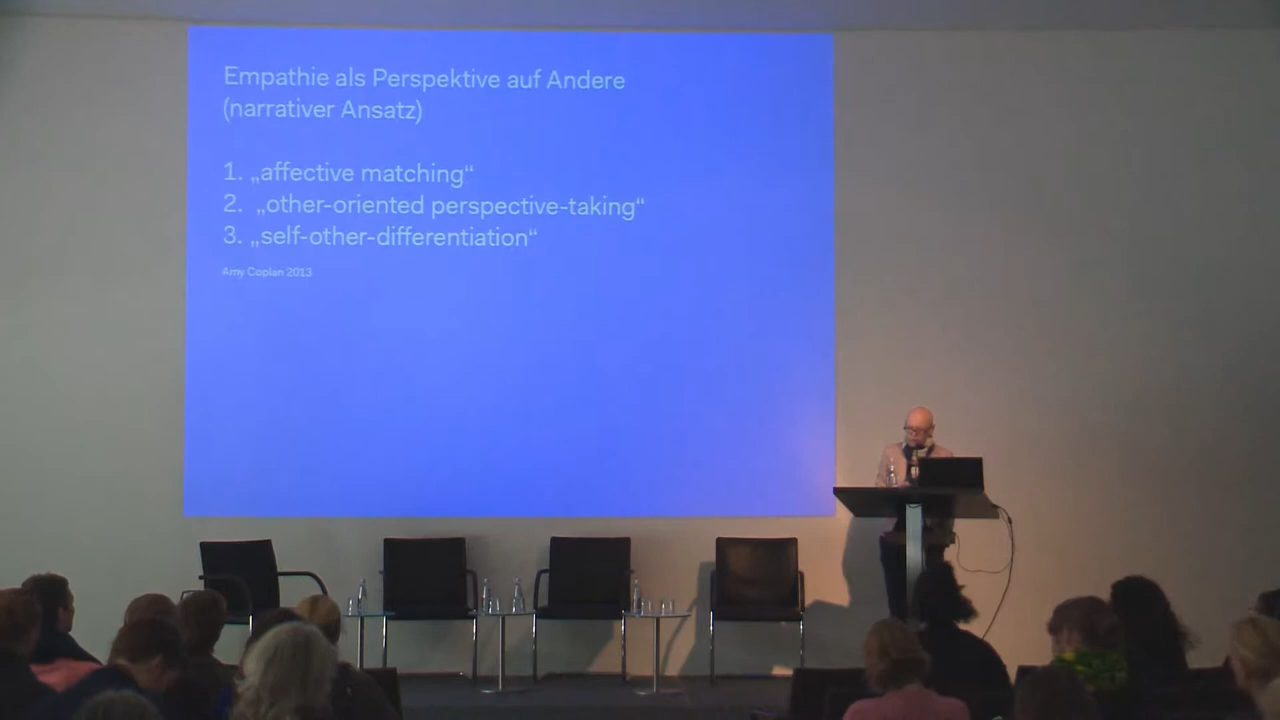 Empathie als Perspektive auf Andere
(narrativer Ansatz)
1. „affective matching“
2. „other-oriented perspective-taking“
3. „self-other-differentiation“
Amy Coplan 2013